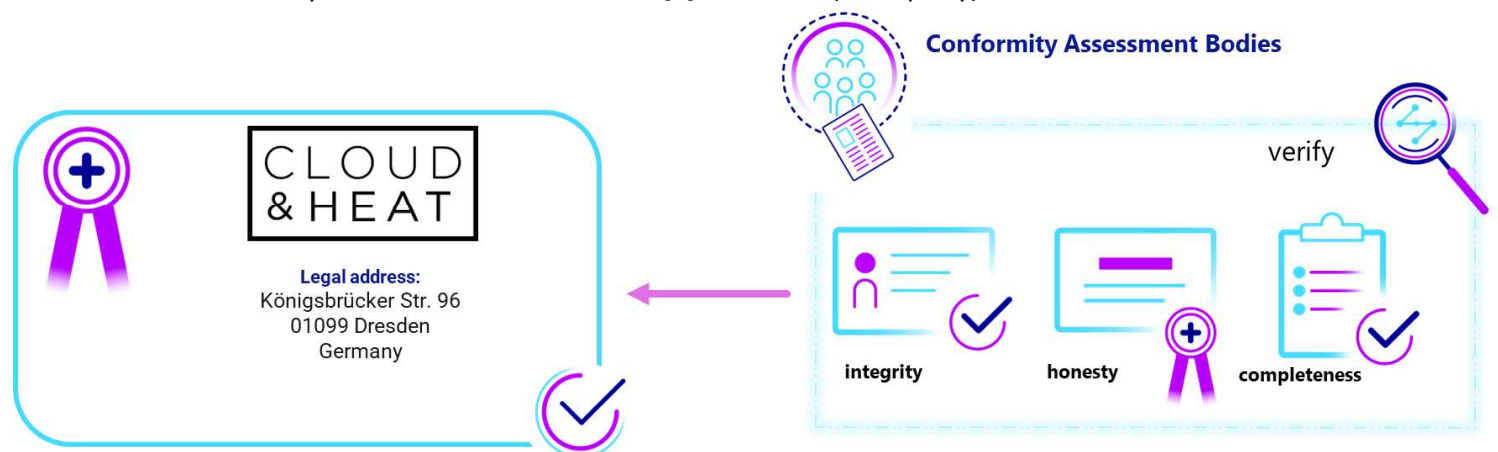 Conformity Assessment Bodies
verify
CLOUD
& HEAT
Legal address:
Königsbrücker Str. 96
01099 Dresden
Germany
integrity
honesty
completeness